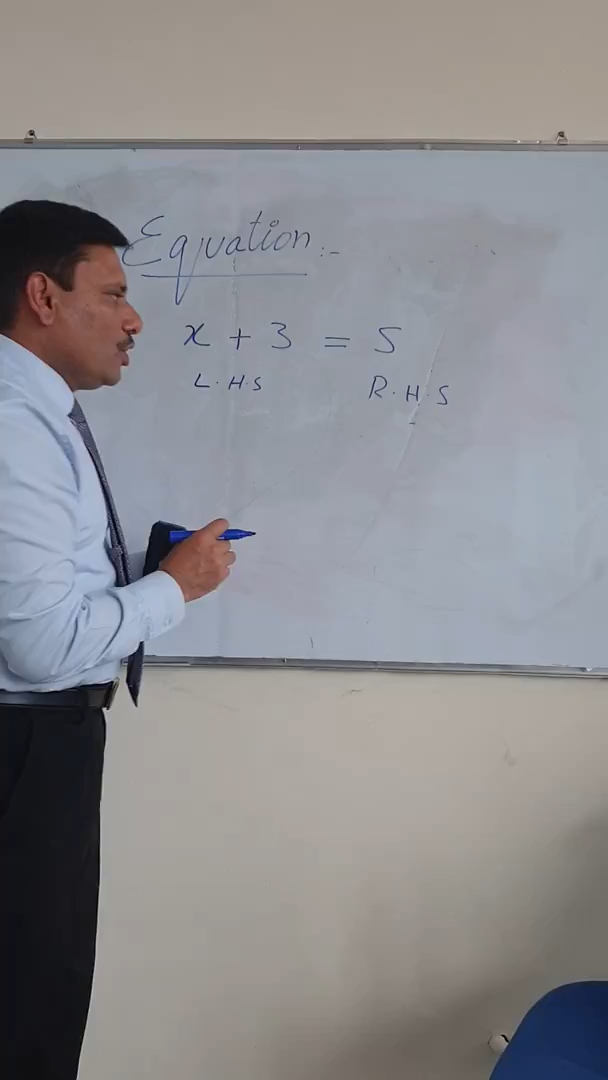 Equation:-
x + 3 = 5
L.H.S R.H.S